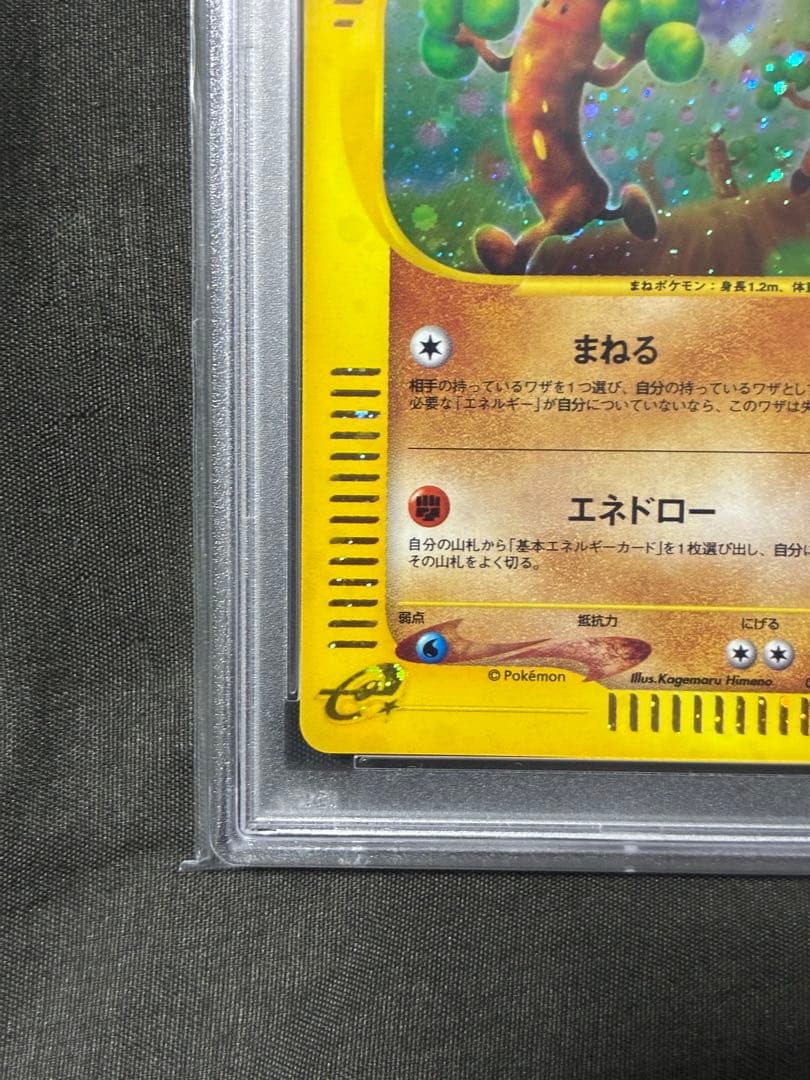 まねポケモン：身長1.2m、体重
まねる
相手の持っているワザを1つ選び、自分の持っているワザとし
必要な「エネルギー」が自分についていないなら、このワザは失
エネドロー
自分の山札から「基本エネルギーカード」を1枚選び出し、自分に
その山札をよく切る。
弱点 抵抗力 にげる
© Pokémon Illus. Kagemaru Himeno